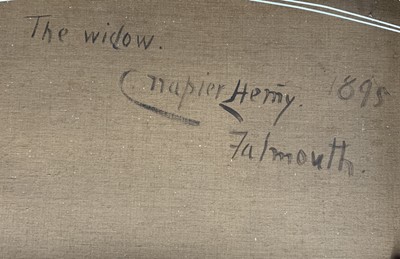 The widow.
C napier Hemy. 1895
Falmouth.